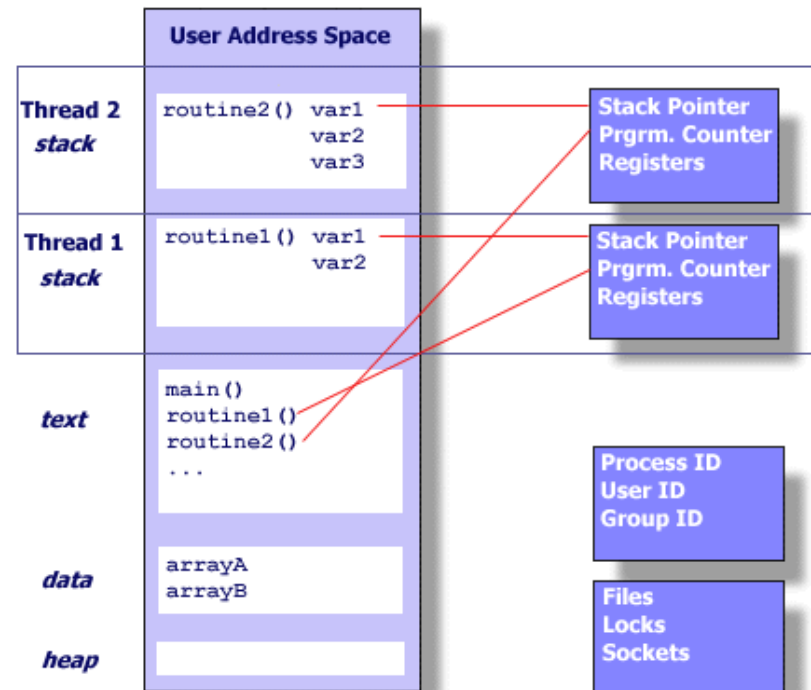 User Address Space
Thread 2
stack
routine2() var1
var2
var3
Stack Pointer
Prgrm. Counter
Registers
Thread 1
stack
routine1() var1
var2
Stack Pointer
Prgrm. Counter
Registers
text
main()
routine1()
routine2()
...
Process ID
User ID
Group ID
data
arrayA
arrayB
Files
Locks
Sockets
heap